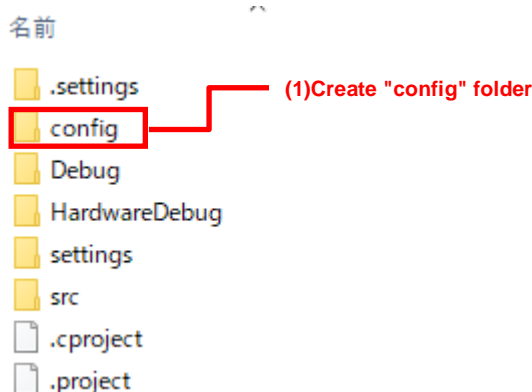 名前
.settings
(1)Create "config" folder
config
Debug
HardwareDebug
settings
src
.cproject
.project